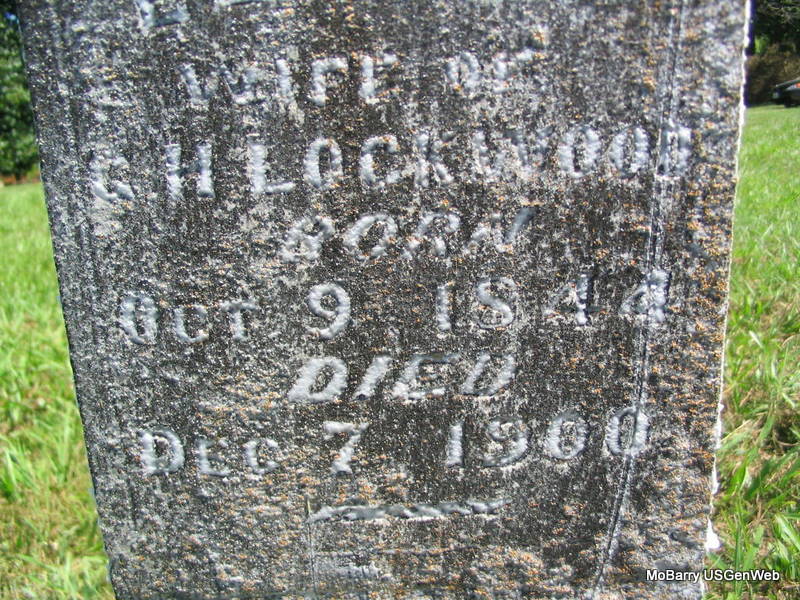 WIFE OF
C H LOCKWOOD
BORN
OCT 9 1844
DIED
DEC 7 1900
MoBarry USGenWeb